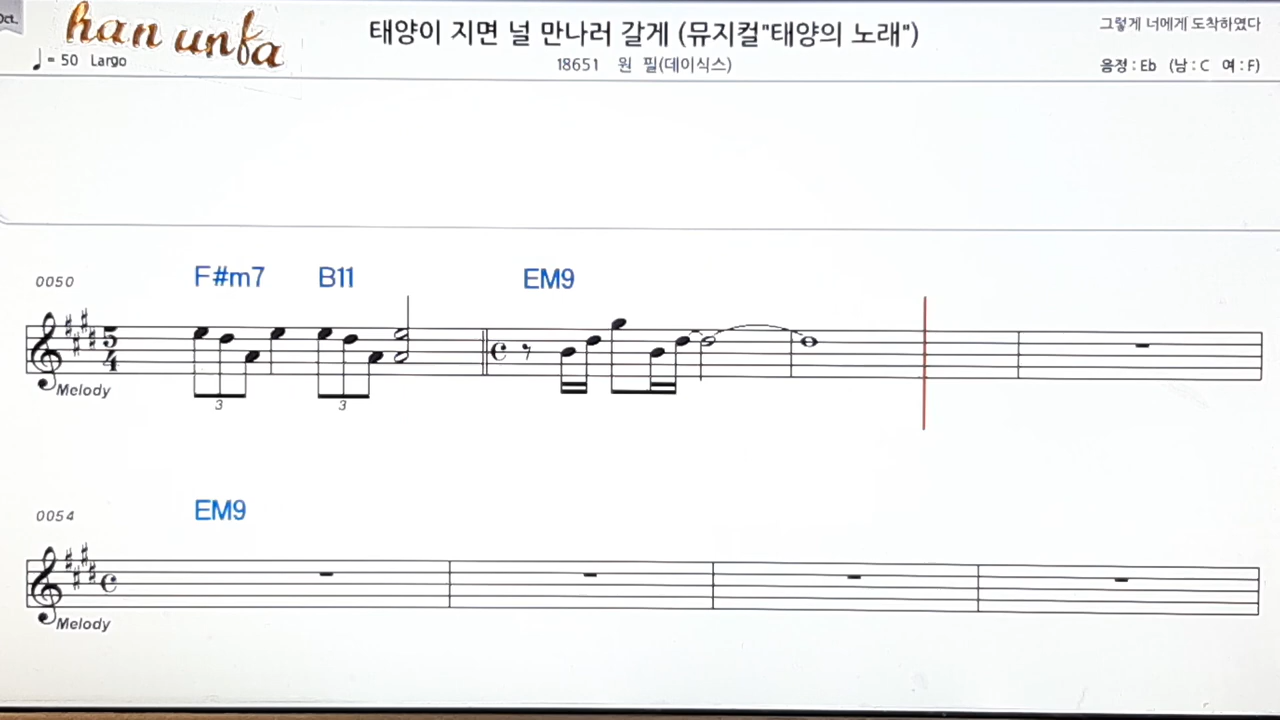 Oct.
han unfa
♩ = 50 Largo
태양이 지면 널 만나러 갈게 (뮤지컬"태양의 노래")
18651 원 필(데이식스)
그렇게 너에게 도착하였다
음정 : Eb (남 : C 여 : F)
0050 F#m7 B11 EM9
5
4
Melody
3 3
0054 EM9
Melody